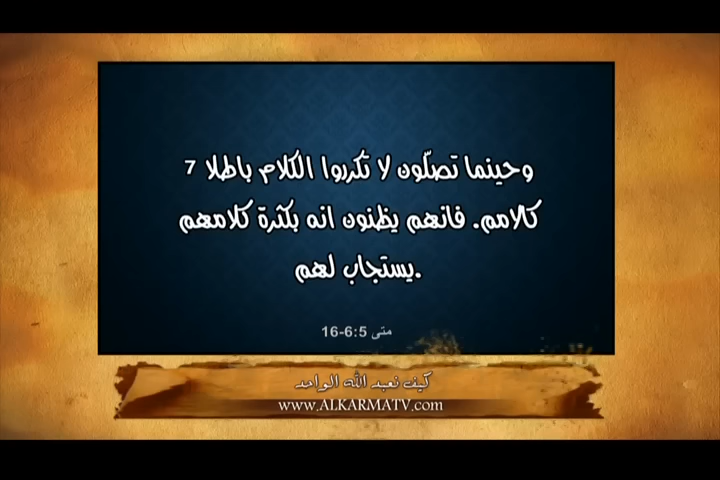 7 وحينما تصلّون لا تكرروا الكلام باطلا
كالامم. فانهم يظنون انه بكثرة كلامهم
يستجاب لهم.
متى 6:5-16
كيف نعبد الله الواحد
www.ALKARMATV.com